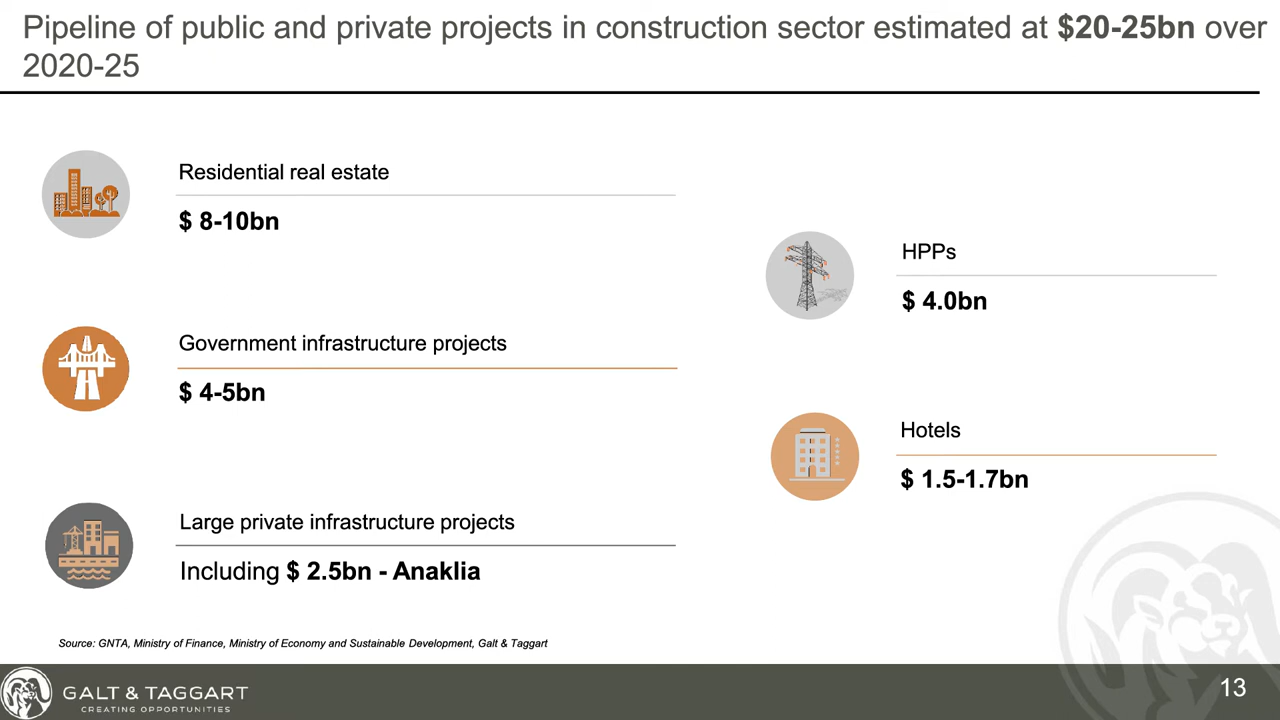 Pipeline of public and private projects in construction sector estimated at $20-25bn over
2020-25
Residential real estate
$ 8-10bn
Government infrastructure projects
$ 4-5bn
Large private infrastructure projects
Including $ 2.5bn - Anaklia
HPPs
$ 4.0bn
Hotels
$ 1.5-1.7bn
Source: GNTA, Ministry of Finance, Ministry of Economy and Sustainable Development, Galt & Taggart
GALT & TAGGART
CREATING OPPORTUNITIES
13